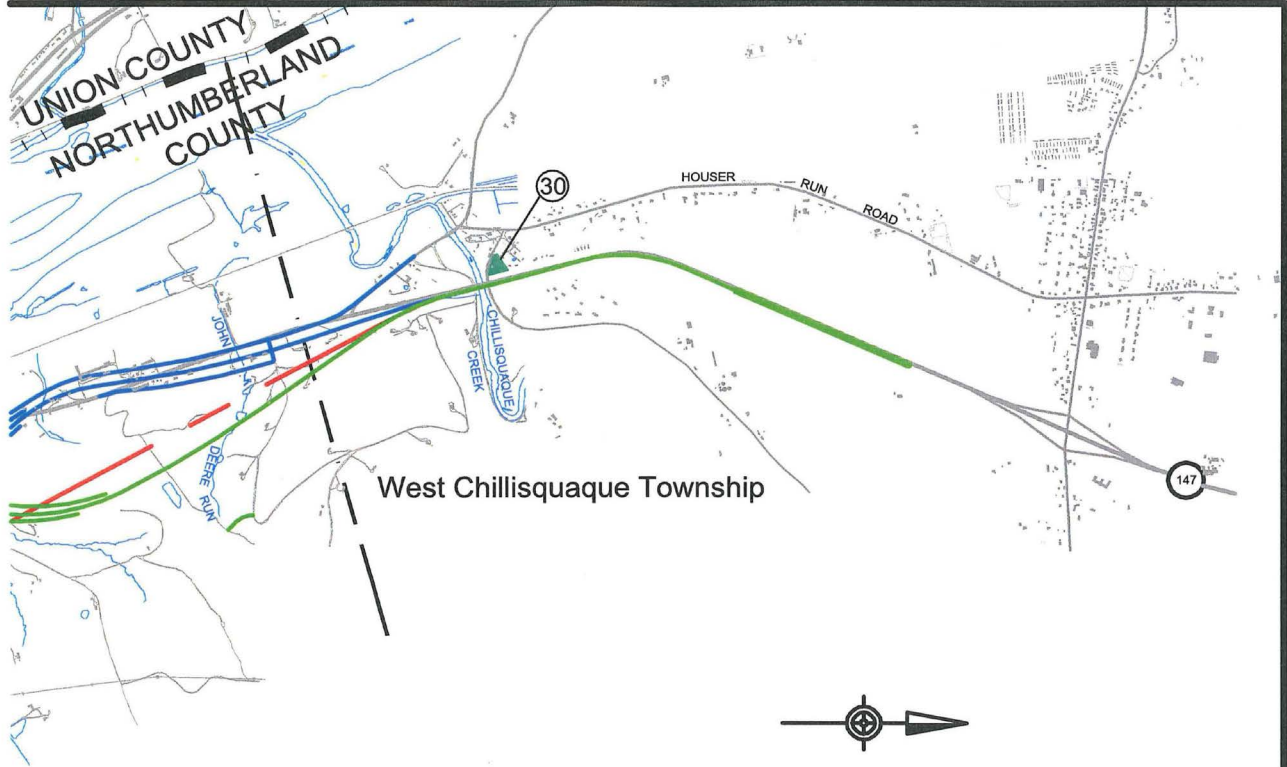 UNION COUNTY
NORTHUMBERLAND
COUNTY
30
HOUSER RUN ROAD
JOHN
CHILLISQUAQUE
CREEK
DEERE RUN
West Chillisquaque Township
147